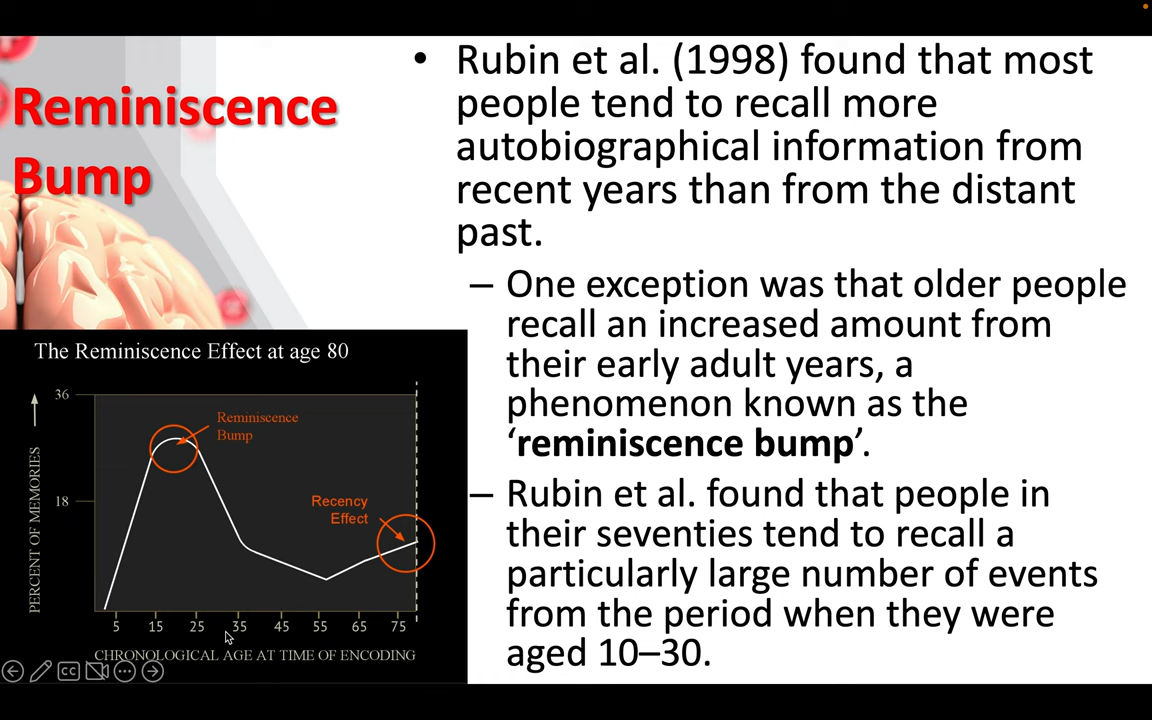 Reminiscence
Bump
• Rubin et al. (1998) found that most
people tend to recall more
autobiographical information from
recent years than from the distant
past.
– One exception was that older people
recall an increased amount from
their early adult years, a
phenomenon known as the
‘reminiscence bump’.
– Rubin et al. found that people in
their seventies tend to recall a
particularly large number of events
from the period when they were
aged 10–30.
The Reminiscence Effect at age 80
36
18
PERCENT OF MEMORIES
Reminiscence
Bump
Recency
Effect
5 15 25 35 45 55 65 75
CHRONOLOGICAL AGE AT TIME OF ENCODING
CC